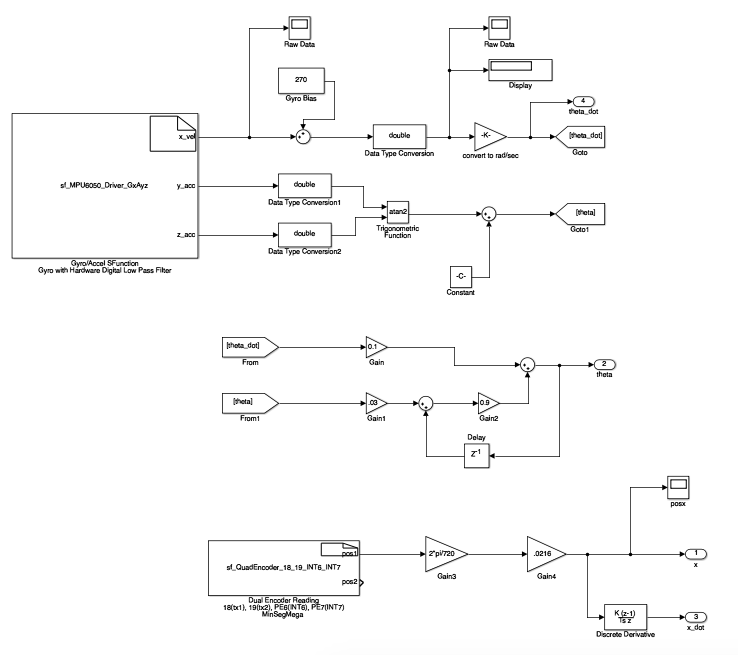 Raw Data
Raw Data
270
Gyro Bias
Display
4
theta_dot
x_vel
double
Data Type Conversion
-K-
convert to rad/sec
[theta_dot]
Goto
sf_MPU6050_Driver_GxAyz
y_acc
double
Data Type Conversion1
atan2
Trigonometric
Function
[theta]
Goto1
z_acc
double
Data Type Conversion2
Gyro/Accel SFunction
Gyro with Hardware Digital Low Pass Filter
-C-
Constant
[theta_dot]
From
0.1
Gain
2
theta
[theta]
From1
.03
Gain1
0.9
Gain2
Delay
Z-1
posx
pos1
sf_QuadEncoder_18_19_INT6_INT7
pos2
2*pi/720
Gain3
.0216
Gain4
1
x
Dual Encoder Reading
18(tx1), 19(tx2), PE6(INT6), PE7(INT7)
MinSegMega
K (z-1)
Ts z
Discrete Derivative
3
x_dot